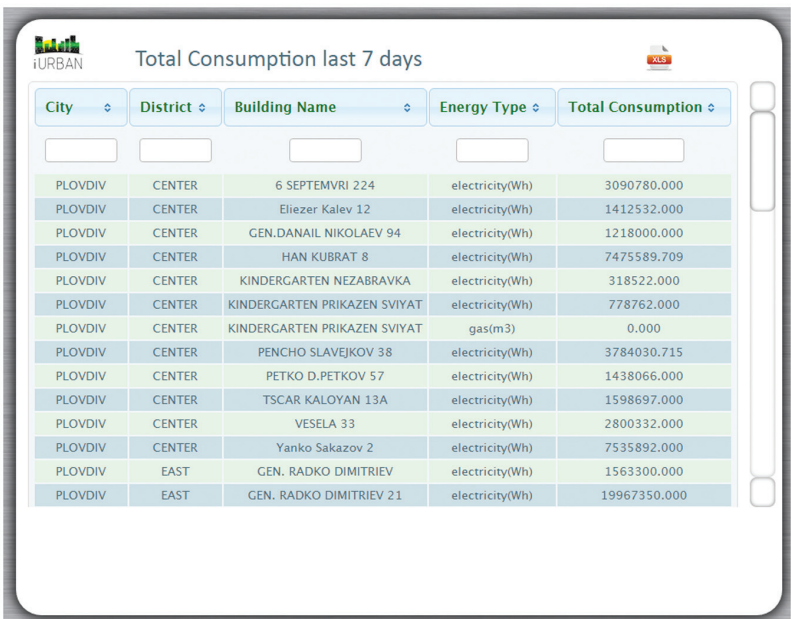 iURBAN
Total Consumption last 7 days
XLS
City District Building Name Energy Type Total Consumption
PLOVDIV CENTER 6 SEPTEMVRI 224 electricity(Wh) 3090780.000
PLOVDIV CENTER Eliezer Kalev 12 electricity(Wh) 1412532.000
PLOVDIV CENTER GEN.DANAIL NIKOLAEV 94 electricity(Wh) 1218000.000
PLOVDIV CENTER HAN KUBRAT 8 electricity(Wh) 7475589.709
PLOVDIV CENTER KINDERGARTEN NEZABRAVKA electricity(Wh) 318522.000
PLOVDIV CENTER KINDERGARTEN PRIKAZEN SVIYAT electricity(Wh) 778762.000
PLOVDIV CENTER KINDERGARTEN PRIKAZEN SVIYAT gas(m3) 0.000
PLOVDIV CENTER PENCHO SLAVEJKOV 38 electricity(Wh) 3784030.715
PLOVDIV CENTER PETKO D.PETKOV 57 electricity(Wh) 1438066.000
PLOVDIV CENTER TSCAR KALOYAN 13A electricity(Wh) 1598697.000
PLOVDIV CENTER VESELA 33 electricity(Wh) 2800332.000
PLOVDIV CENTER Yanko Sakazov 2 electricity(Wh) 7535892.000
PLOVDIV EAST GEN. RADKO DIMITRIEV electricity(Wh) 1563300.000
PLOVDIV EAST GEN. RADKO DIMITRIEV 21 electricity(Wh) 19967350.000